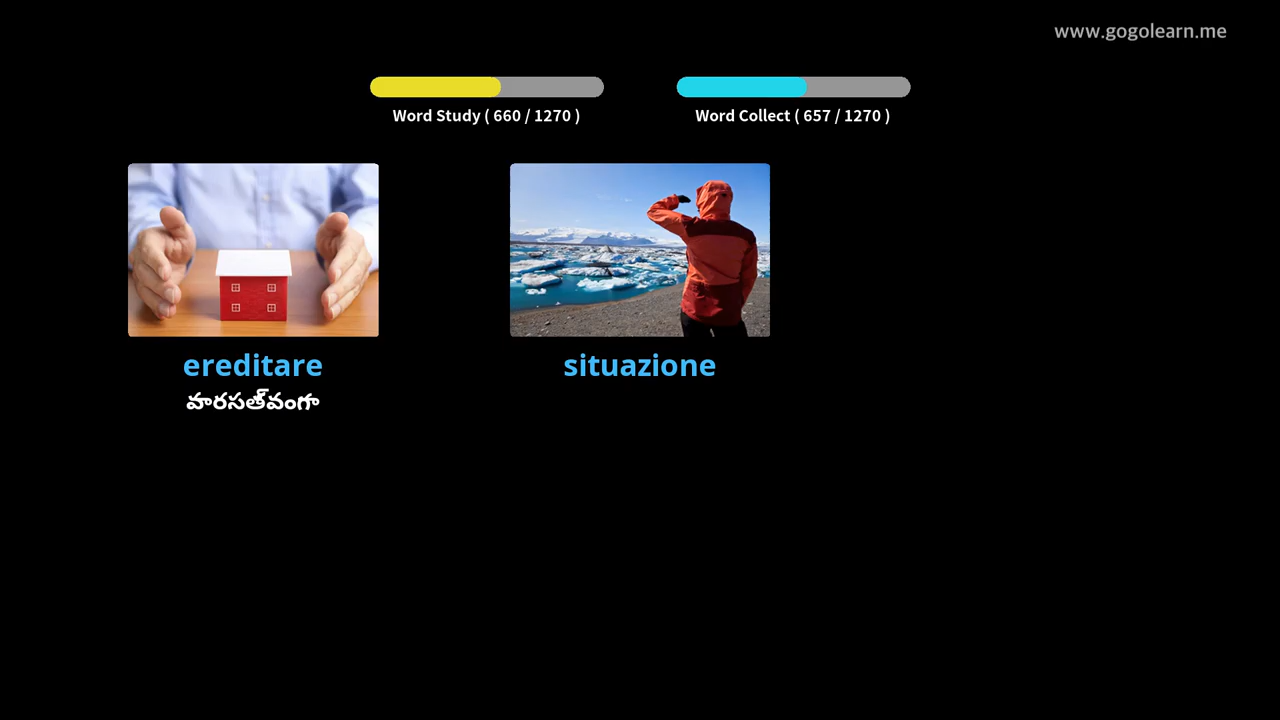 www.gogolearn.me
Word Study ( 660 / 1270 )
Word Collect ( 657 / 1270 )
ereditare
వారసత్‌వంగా
situazione